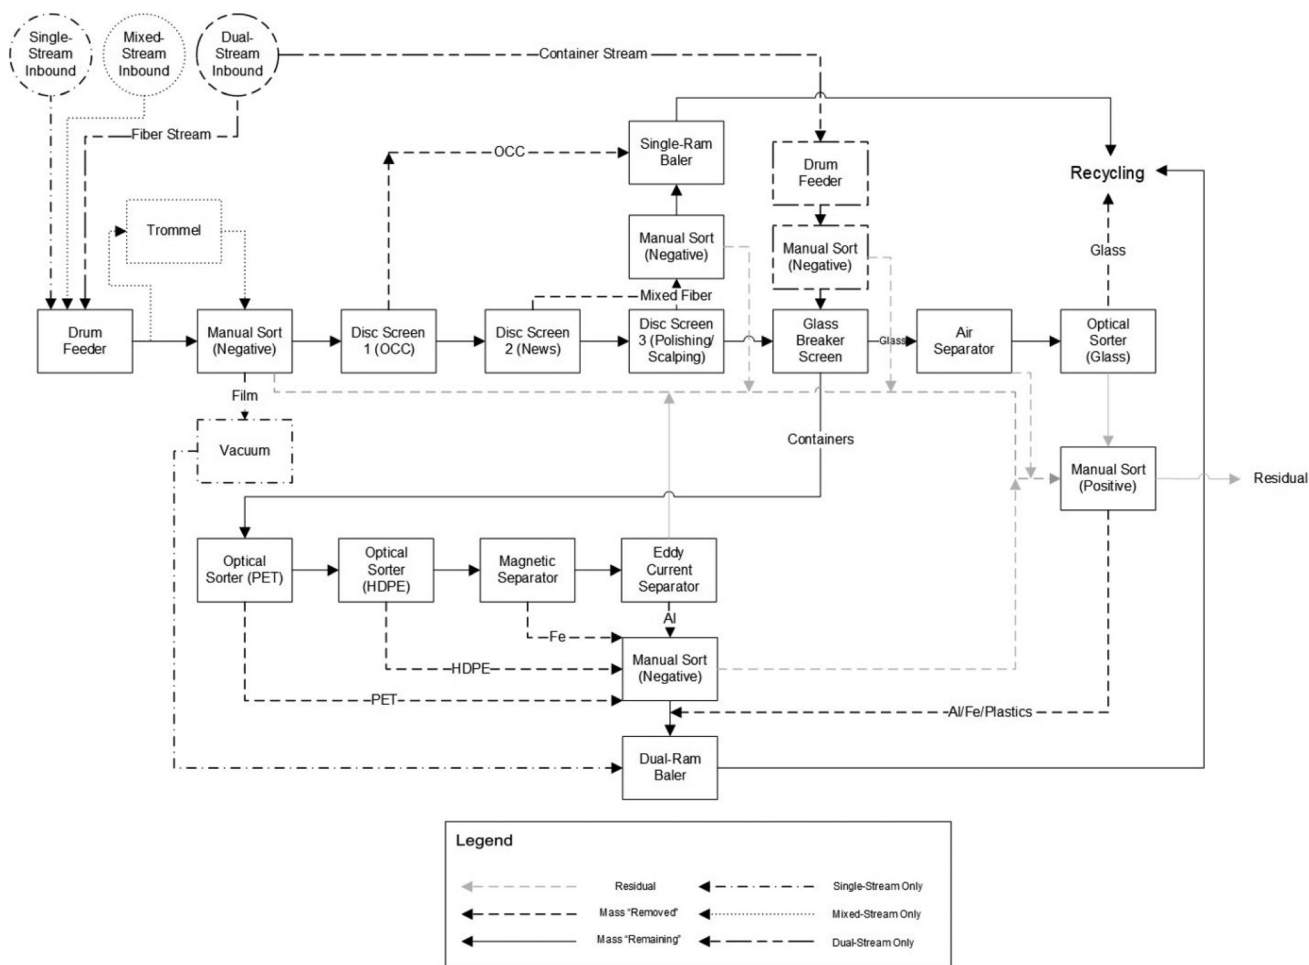 Single-
Stream
Inbound
Mixed-
Stream
Inbound
Dual-
Stream
Inbound
Container Stream
Fiber Stream
OCC
Single-Ram
Baler
Drum
Feeder
Recycling
Trommel
Manual Sort
(Negative)
Manual Sort
(Negative)
Glass
Mixed Fiber
Drum
Feeder
Manual Sort
(Negative)
Disc Screen
1 (OCC)
Disc Screen
2 (News)
Disc Screen
3 (Polishing/
Scalping)
Glass
Breaker
Screen
Glass
Air
Separator
Optical
Sorter
(Glass)
Film
Vacuum
Containers
Manual Sort
(Positive)
Residual
Optical
Sorter (PET)
Optical
Sorter
(HDPE)
Magnetic
Separator
Eddy
Current
Separator
Al
Fe
HDPE
PET
Manual Sort
(Negative)
Al/Fe/Plastics
Dual-Ram
Baler
Legend
Residual
Single-Stream Only
Mass "Removed"
Mixed-Stream Only
Mass "Remaining"
Dual-Stream Only